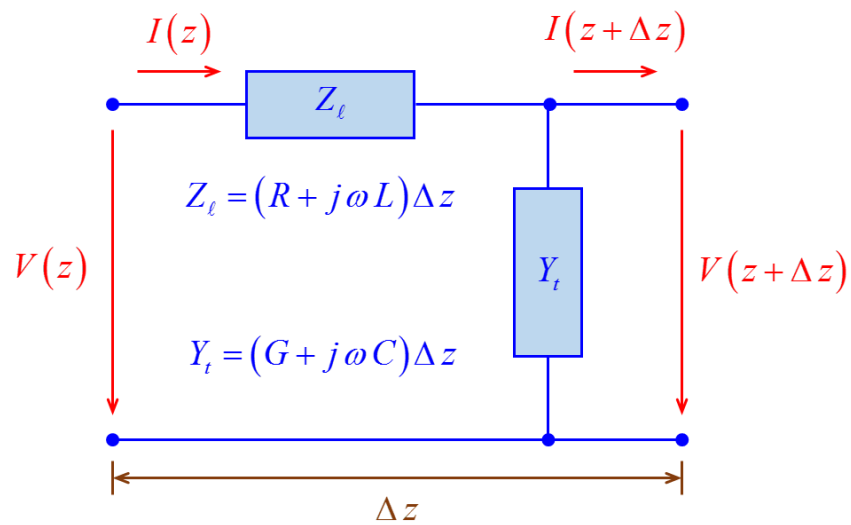 I(z)
I(z + Δz)
Z_ℓ
Z_ℓ = (R + jωL)Δz
V(z)
Y_t
V(z + Δz)
Y_t = (G + jωC)Δz
Δz